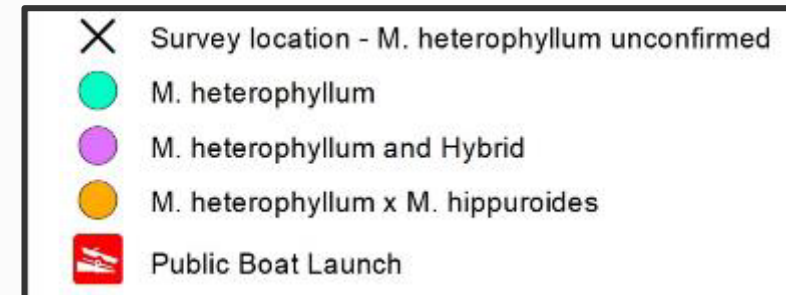 Survey location - M. heterophyllum unconfirmed
M. heterophyllum
M. heterophyllum and Hybrid
M. heterophyllum x M. hippuroides
Public Boat Launch